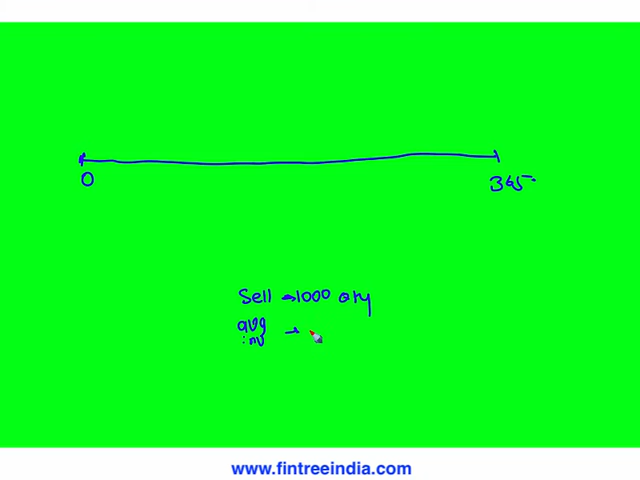 0
365
Sell → 1000 Qty
avg →
inv
www.fintreeindia.com